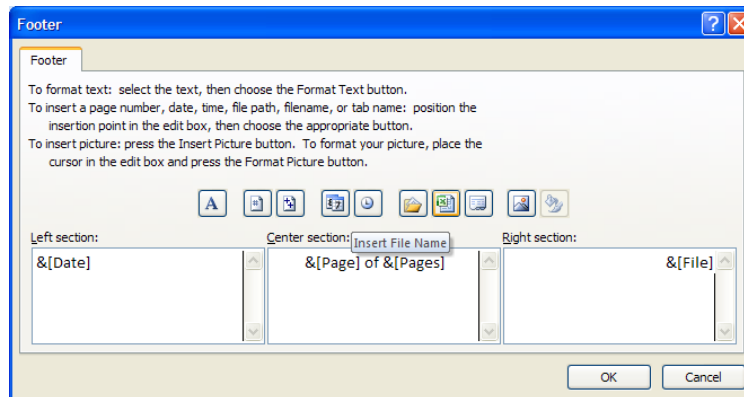 Footer
Footer
To format text: select the text, then choose the Format Text button.
To insert a page number, date, time, file path, filename, or tab name: position the
insertion point in the edit box, then choose the appropriate button.
To insert picture: press the Insert Picture button. To format your picture, place the
cursor in the edit box and press the Format Picture button.
A
Insert File Name
Left section:
Center section:
Right section:
&[Date]
&[Page] of &[Pages]
&[File]
OK
Cancel